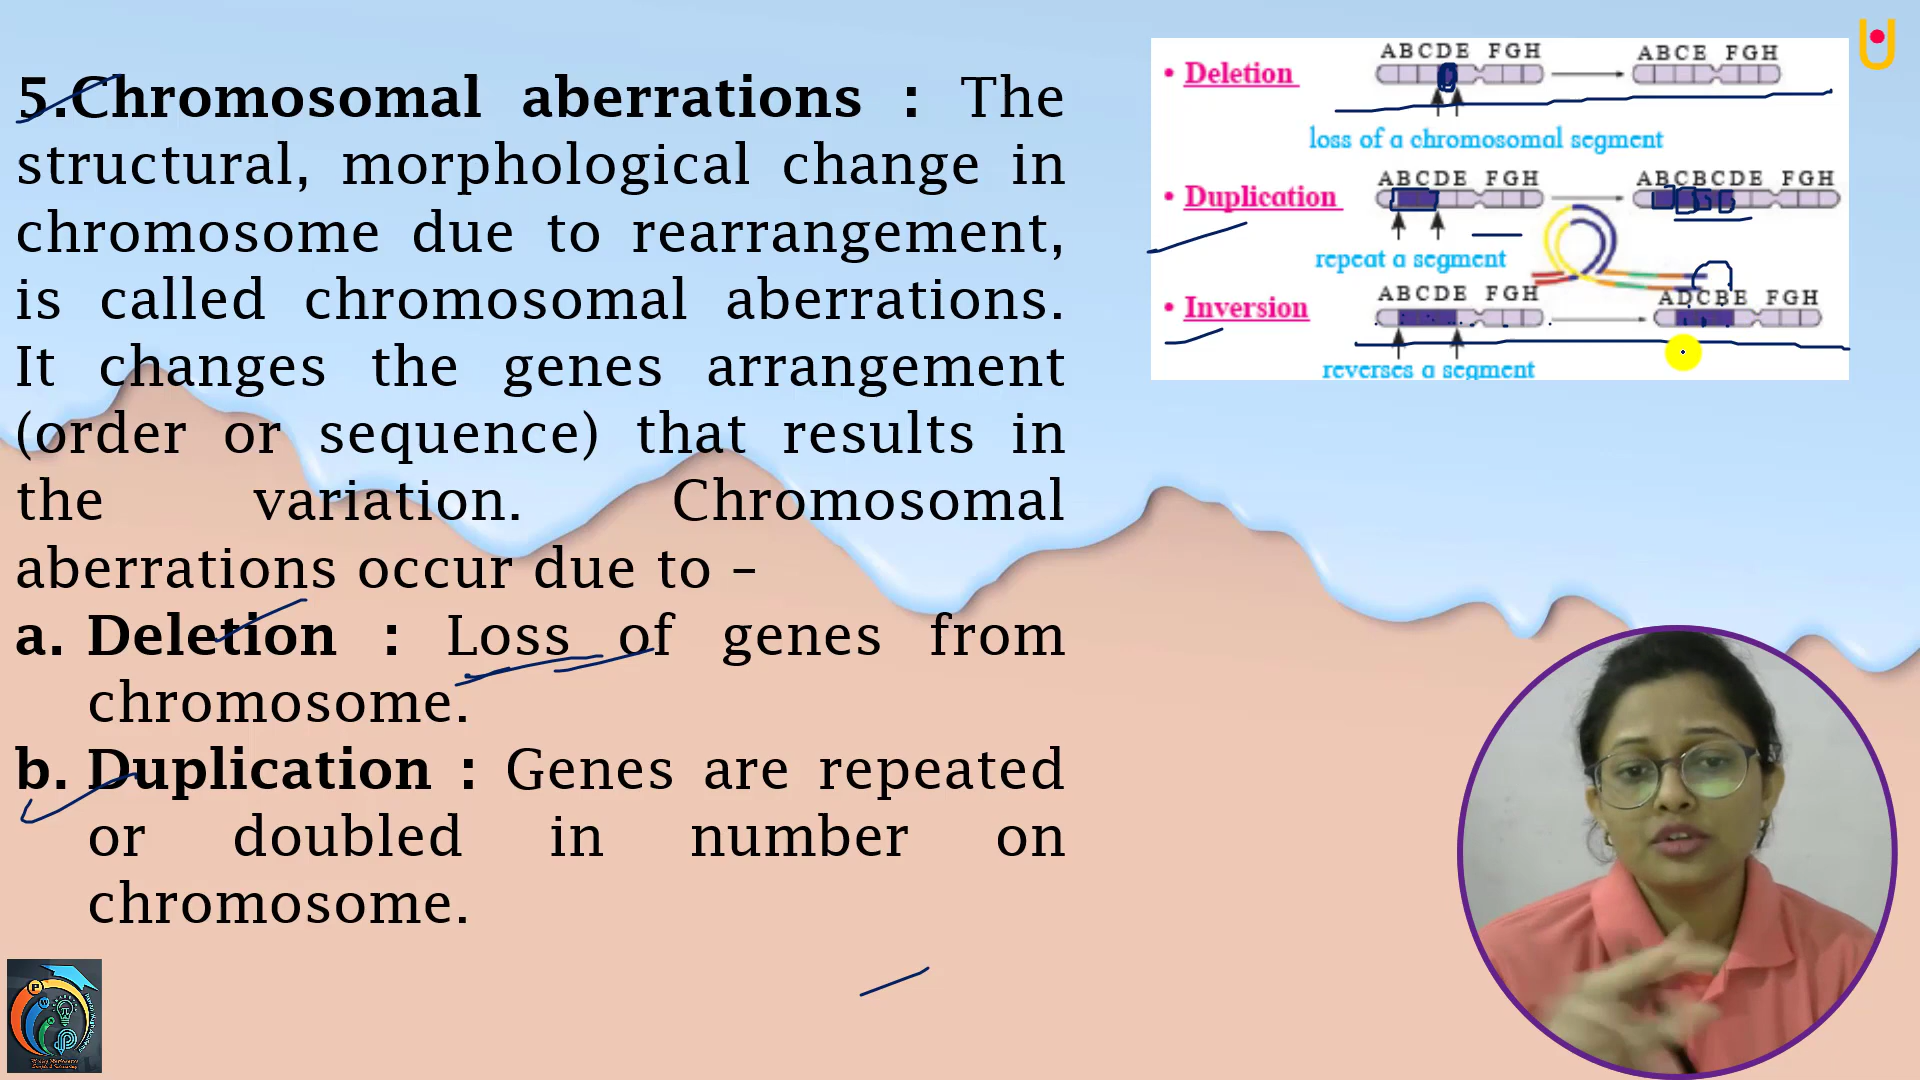 5.Chromosomal aberrations : The
structural, morphological change in
chromosome due to rearrangement,
is called chromosomal aberrations.
It changes the genes arrangement
(order or sequence) that results in
the variation. Chromosomal
aberrations occur due to –
a. Deletion : Loss of genes from
chromosome.
b. Duplication : Genes are repeated
or doubled in number on
chromosome.
ABCDE FGH
ABCE FGH
• Deletion
loss of a chromosomal segment
ABCDE FGH
ABCBCDE FGH
• Duplication
repeat a segment
ABCDE FGH
ADCBE FGH
• Inversion
reverses a segment